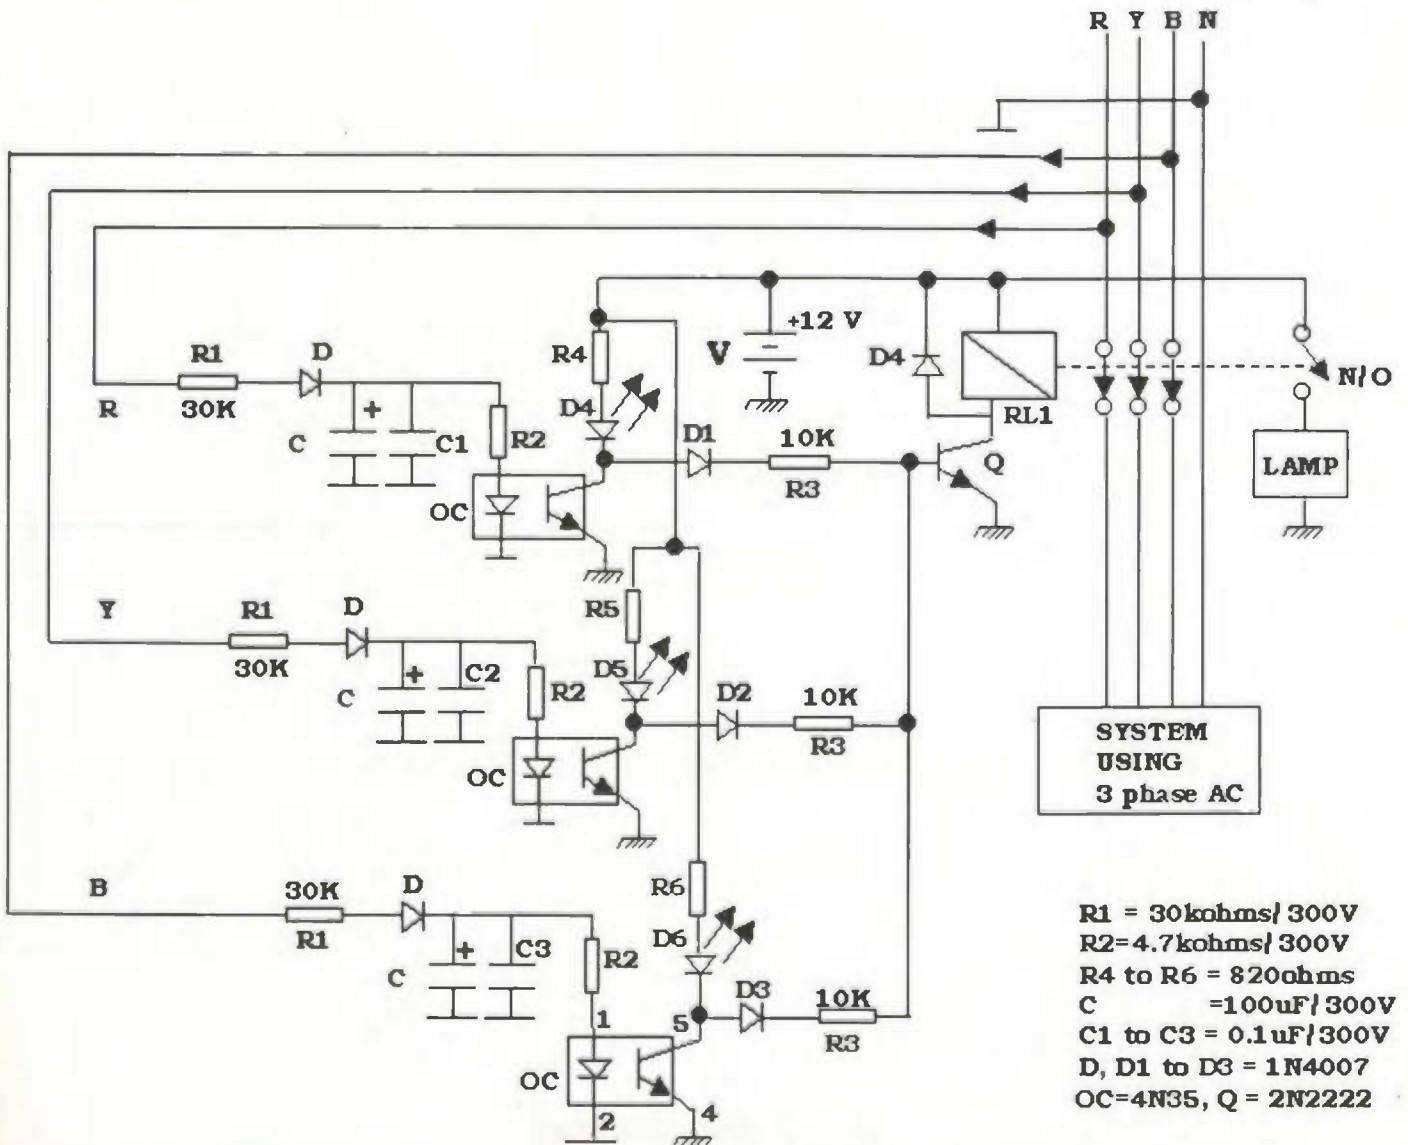 R Y B N
+12 V
V
R1
D
R4
D4
RL1
N/O
R
30K
+
C
C1
R2
D4
D1
10K
R3
Q
LAMP
OC
Y
R1
D
R5
30K
+
C
C2
R2
D5
D2
10K
R3
OC
SYSTEM
USING
3 phase AC
B
30K
D
R1
+
C
C3
R2
R6
D6
D3
10K
R3
1
5
OC
2
4
R1 = 30kohms/300V
R2=4.7kohms/300V
R4 to R6 = 820ohms
C =100uF/300V
C1 to C3 = 0.1uF/300V
D, D1 to D3 = 1N4007
OC=4N35, Q = 2N2222